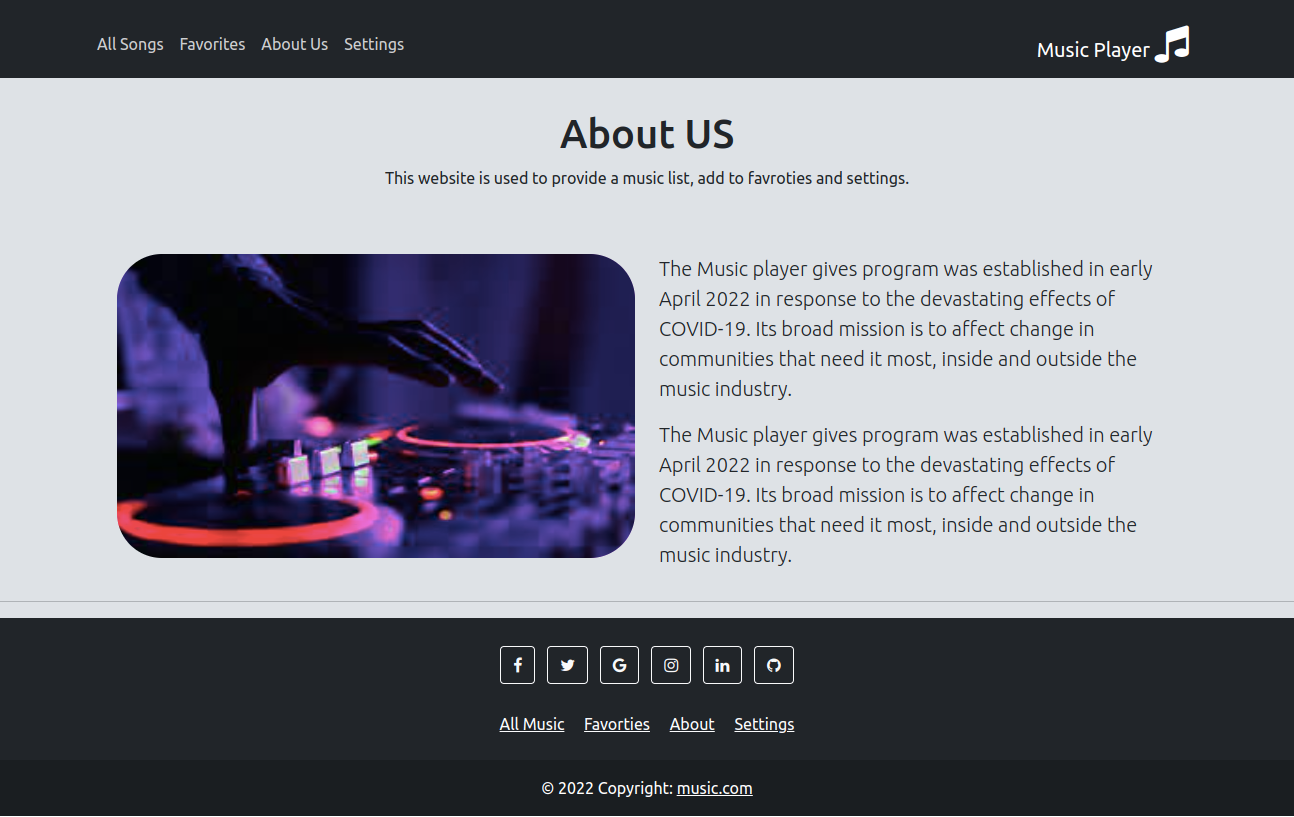 All Songs Favorites About Us Settings
Music Player
About US
This website is used to provide a music list, add to favroties and settings.
The Music player gives program was established in early
April 2022 in response to the devastating effects of
COVID-19. Its broad mission is to affect change in
communities that need it most, inside and outside the
music industry.
The Music player gives program was established in early
April 2022 in response to the devastating effects of
COVID-19. Its broad mission is to affect change in
communities that need it most, inside and outside the
music industry.
All Music Favorties About Settings
© 2022 Copyright: music.com